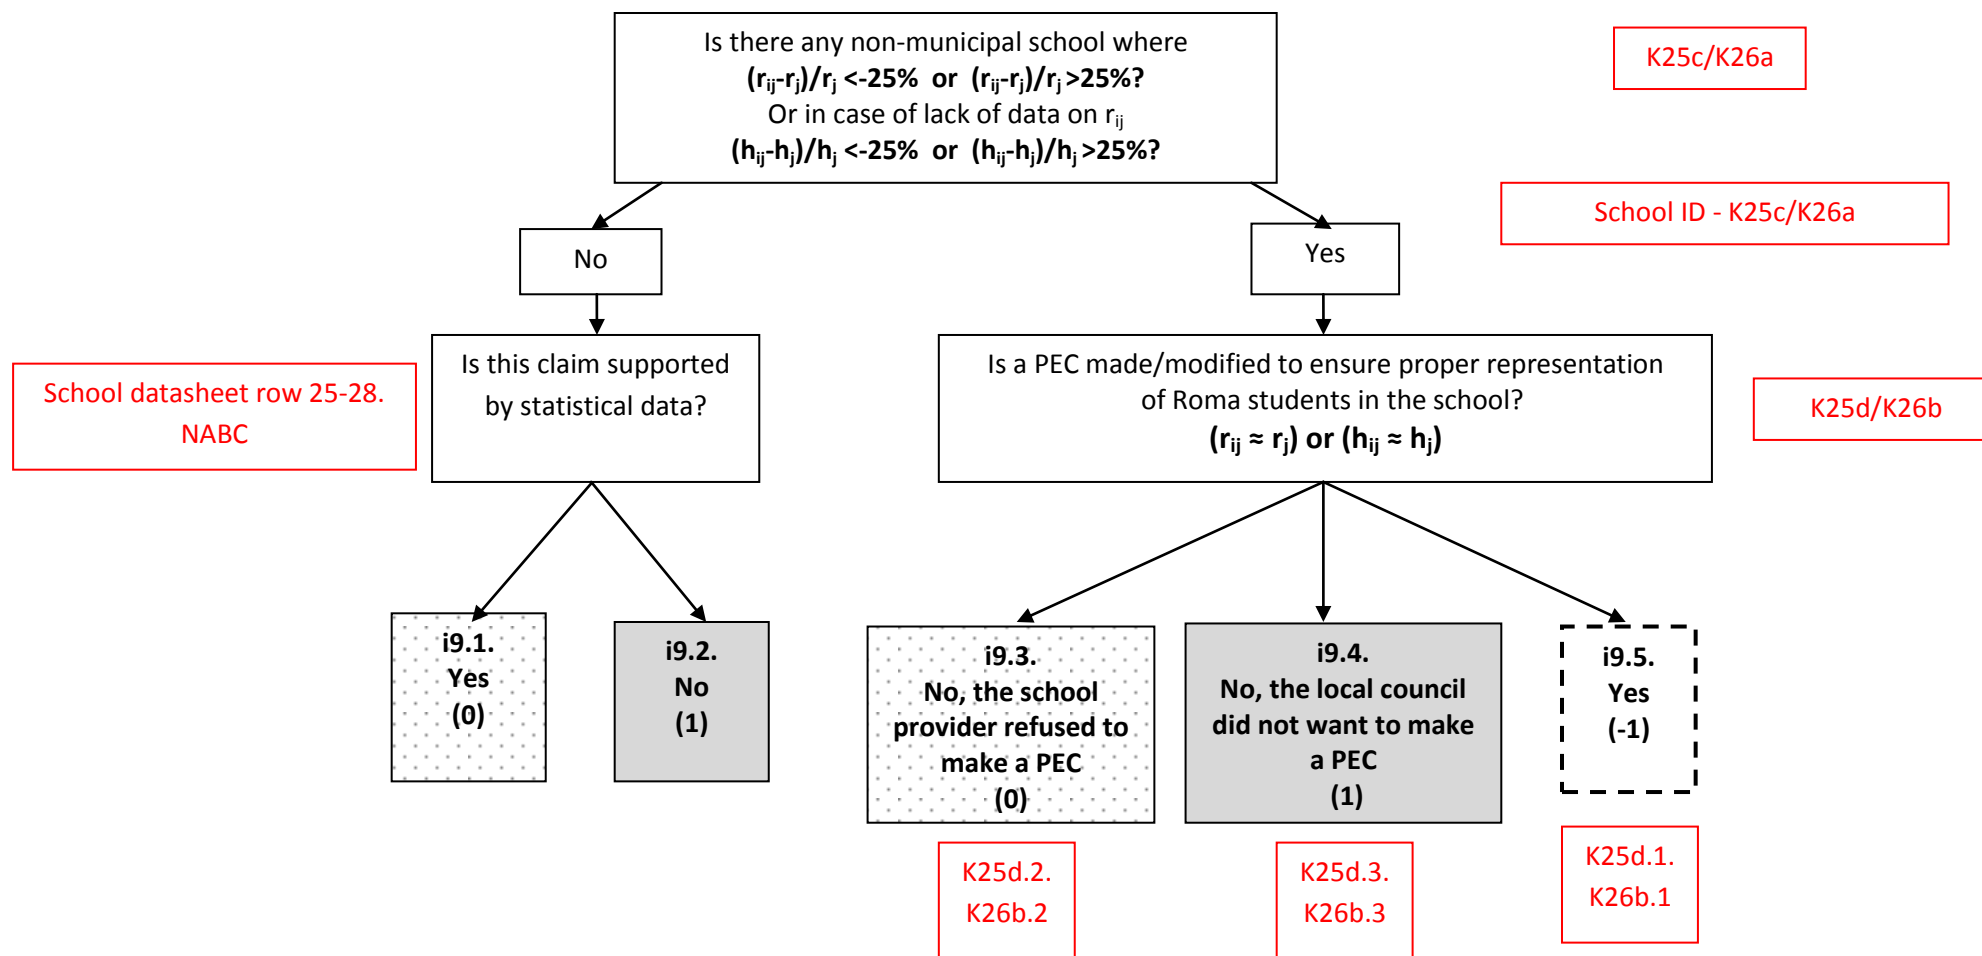 Is there any non-municipal school where
(rij-rj)/rj <-25%  or  (rij-rj)/rj >25%?
Or in case of lack of data on rij
(hij-hj)/hj <-25%  or  (hij-hj)/hj >25%?
K25c/K26a
School ID - K25c/K26a
No
Yes
School datasheet row 25-28.
NABC
Is this claim supported
by statistical data?
Is a PEC made/modified to ensure proper representation
of Roma students in the school?
(rij ≈ rj) or (hij ≈ hj)
K25d/K26b
i9.1.
Yes
(0)
i9.2.
No
(1)
i9.3.
No, the school
provider refused to
make a PEC
(0)
i9.4.
No, the local council
did not want to make
a PEC
(1)
i9.5.
Yes
(-1)
K25d.2.
K26b.2
K25d.3.
K26b.3
K25d.1.
K26b.1